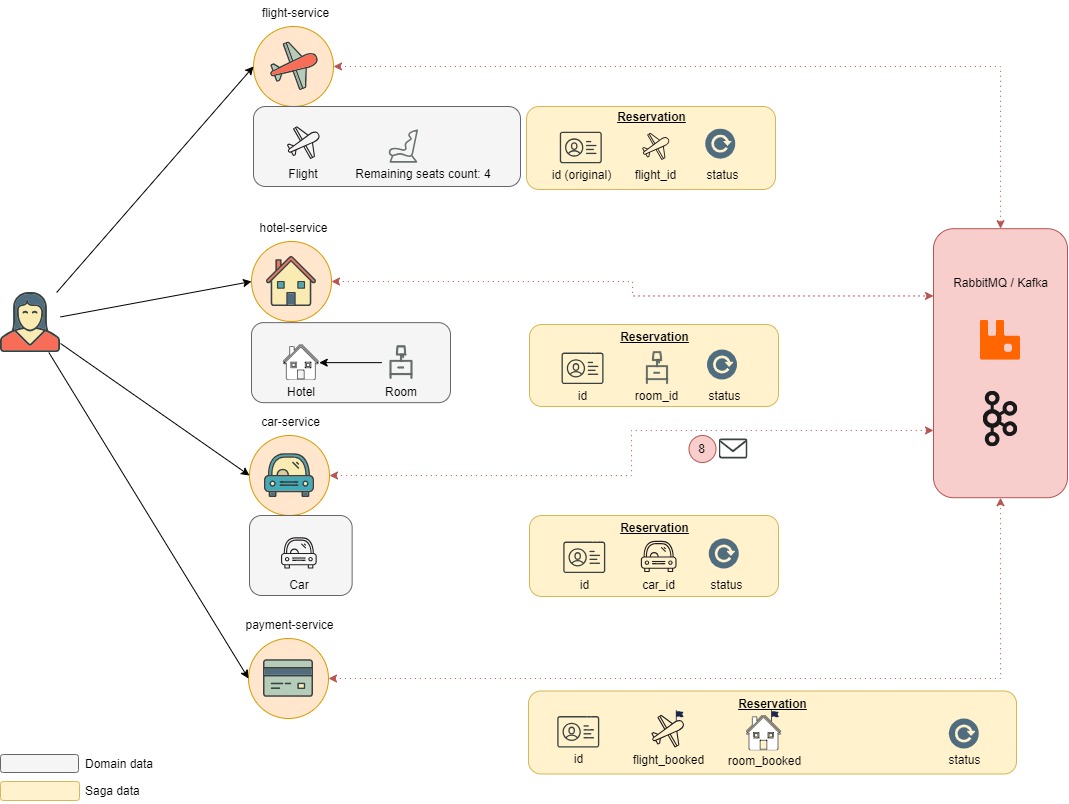 flight-service
Reservation
Flight
Remaining seats count: 4
id (original)
flight_id
status
hotel-service
RabbitMQ / Kafka
Reservation
Hotel
Room
id
room_id
status
car-service
8
Reservation
Car
id
car_id
status
payment-service
Reservation
id
flight_booked
room_booked
status
Domain data
Saga data